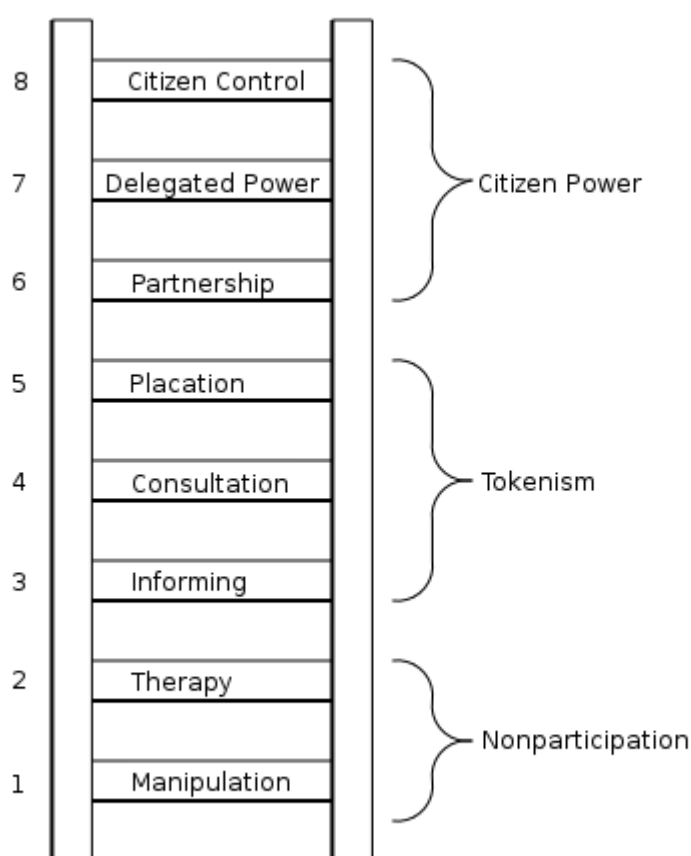 8 Citizen Control
7 Delegated Power
Citizen Power
6 Partnership
5 Placation
4 Consultation
Tokenism
3 Informing
2 Therapy
Nonparticipation
1 Manipulation